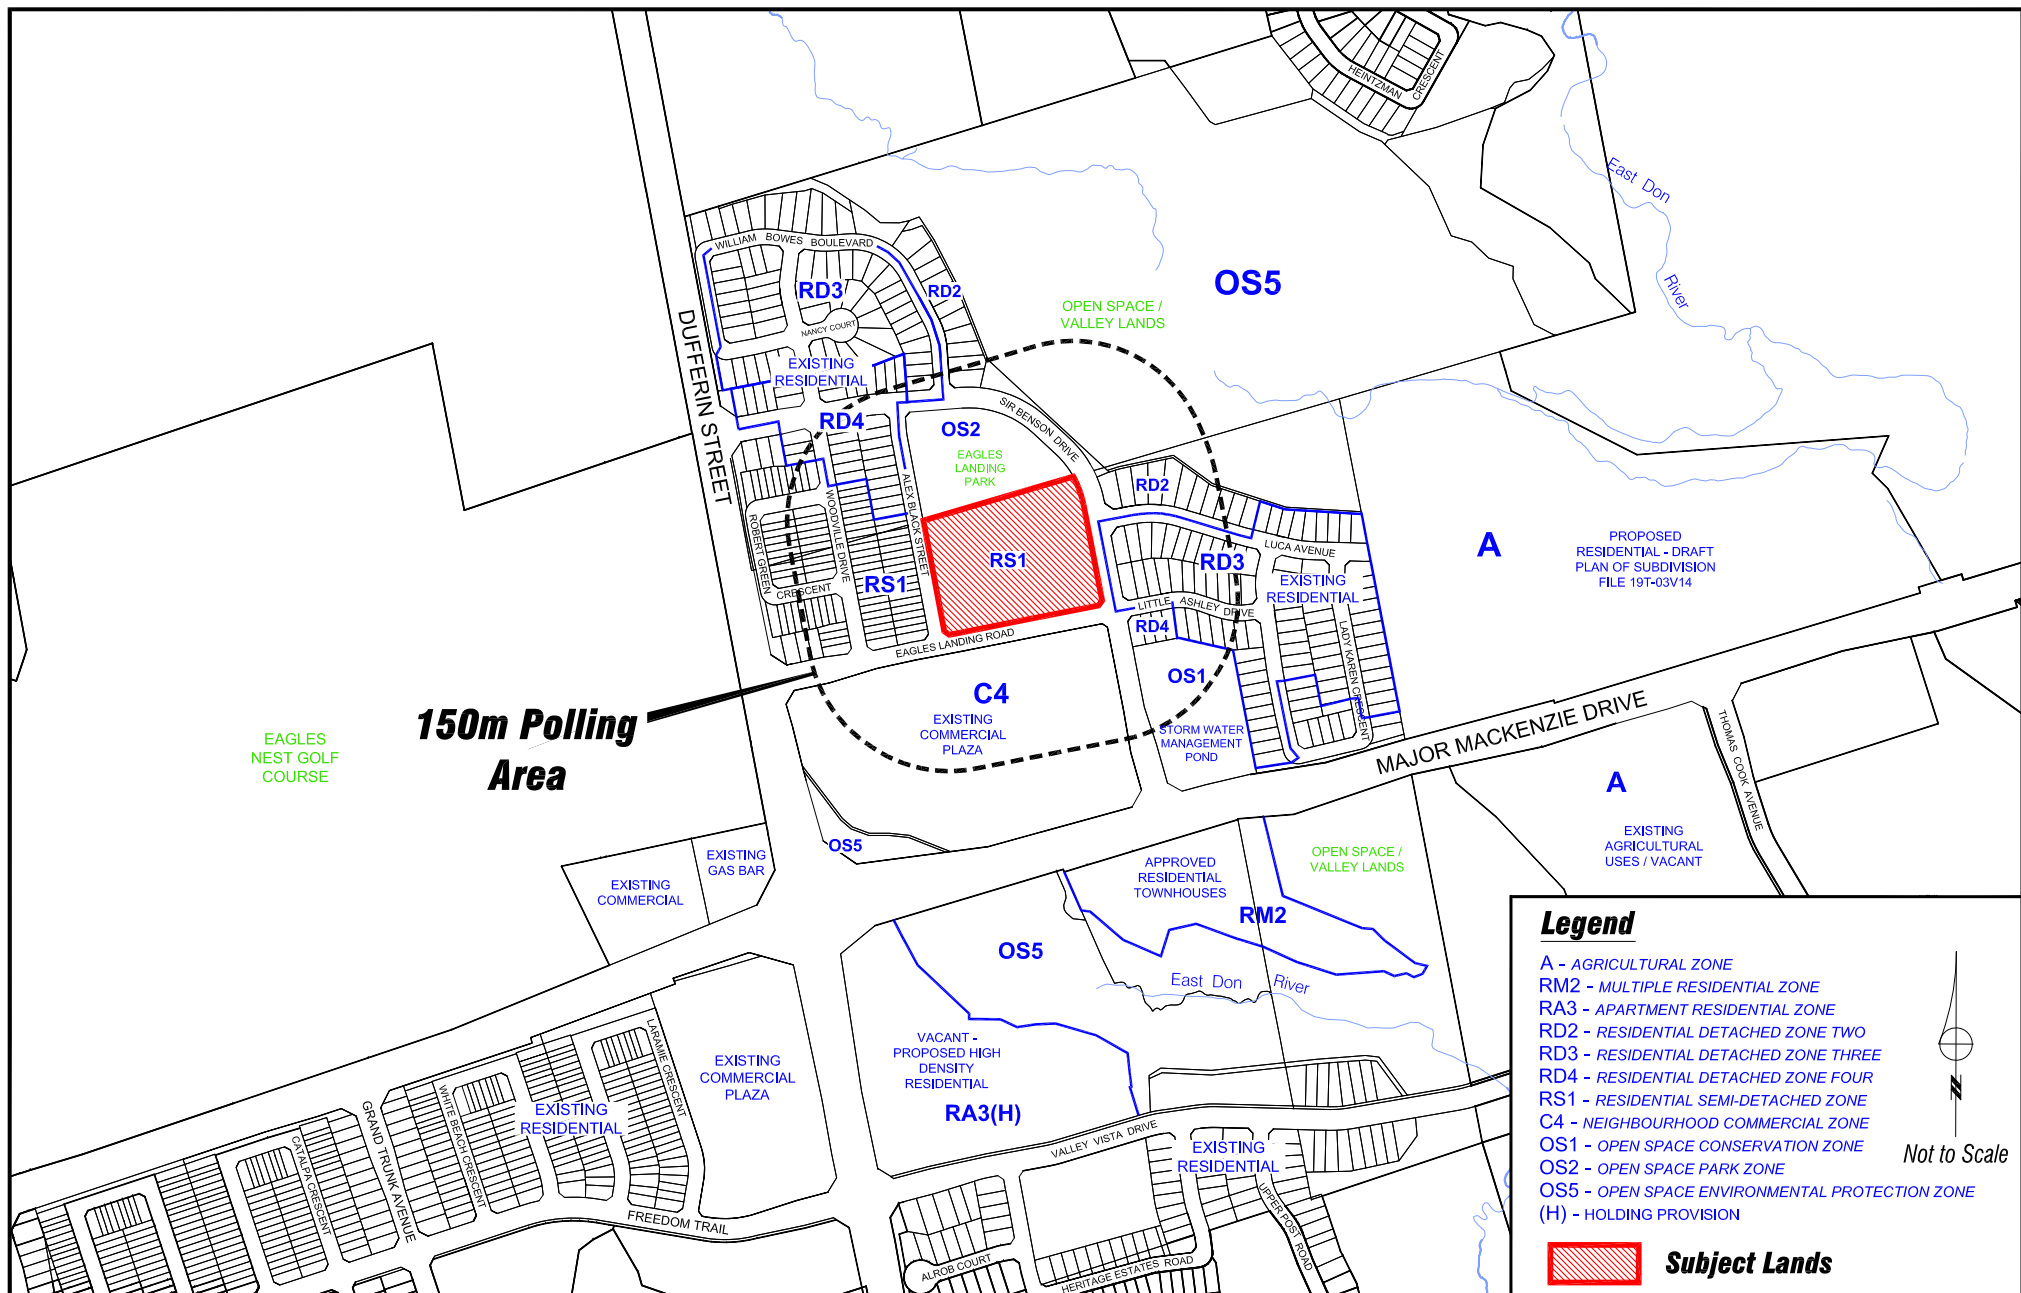 HEINTZMAN
CRESCENT
East Don
River
WILLIAM BOWES BOULEVARD
RD3
RD2
NANCY COURT
OS5
OPEN SPACE /
VALLEY LANDS
DUFFERIN STREET
EXISTING
RESIDENTIAL
RD4
OS2
SIR BENSON DRIVE
EAGLES
LANDING
PARK
RD2
ALEX BLACK STREET
WOODVILLE DRIVE
ROBERT GREEN
CRESCENT
RS1
RS1
LUCA AVENUE
RD3
EXISTING
RESIDENTIAL
LITTLE ASHLEY DRIVE
RD4
LADY KAREN CRESCENT
A
PROPOSED
RESIDENTIAL - DRAFT
PLAN OF SUBDIVISION
FILE 19T-03V14
EAGLES LANDING ROAD
OS1
C4
EXISTING
COMMERCIAL
PLAZA
STORM WATER
MANAGEMENT
POND
150m Polling
Area
EAGLES
NEST GOLF
COURSE
MAJOR MACKENZIE DRIVE
THOMAS COOK AVENUE
A
EXISTING
AGRICULTURAL
USES / VACANT
OS5
EXISTING
GAS BAR
EXISTING
COMMERCIAL
APPROVED
RESIDENTIAL
TOWNHOUSES
OPEN SPACE /
VALLEY LANDS
RM2
OS5
East Don River
VACANT -
PROPOSED HIGH
DENSITY
RESIDENTIAL
RA3(H)
LARAMIE CRESCENT
EXISTING
COMMERCIAL
PLAZA
WHITE BEACH CRESCENT
EXISTING
RESIDENTIAL
GRAND TRUNK AVENUE
CATALPA CRESCENT
FREEDOM TRAIL
VALLEY VISTA DRIVE
EXISTING
RESIDENTIAL
UPPER POST ROAD
ALROB COURT
HERITAGE ESTATES ROAD
Legend
A - AGRICULTURAL ZONE
RM2 - MULTIPLE RESIDENTIAL ZONE
RA3 - APARTMENT RESIDENTIAL ZONE
RD2 - RESIDENTIAL DETACHED ZONE TWO
RD3 - RESIDENTIAL DETACHED ZONE THREE
RD4 - RESIDENTIAL DETACHED ZONE FOUR
RS1 - RESIDENTIAL SEMI-DETACHED ZONE
C4 - NEIGHBOURHOOD COMMERCIAL ZONE
OS1 - OPEN SPACE CONSERVATION ZONE
OS2 - OPEN SPACE PARK ZONE
OS5 - OPEN SPACE ENVIRONMENTAL PROTECTION ZONE
(H) - HOLDING PROVISION
N
Not to Scale
Subject Lands